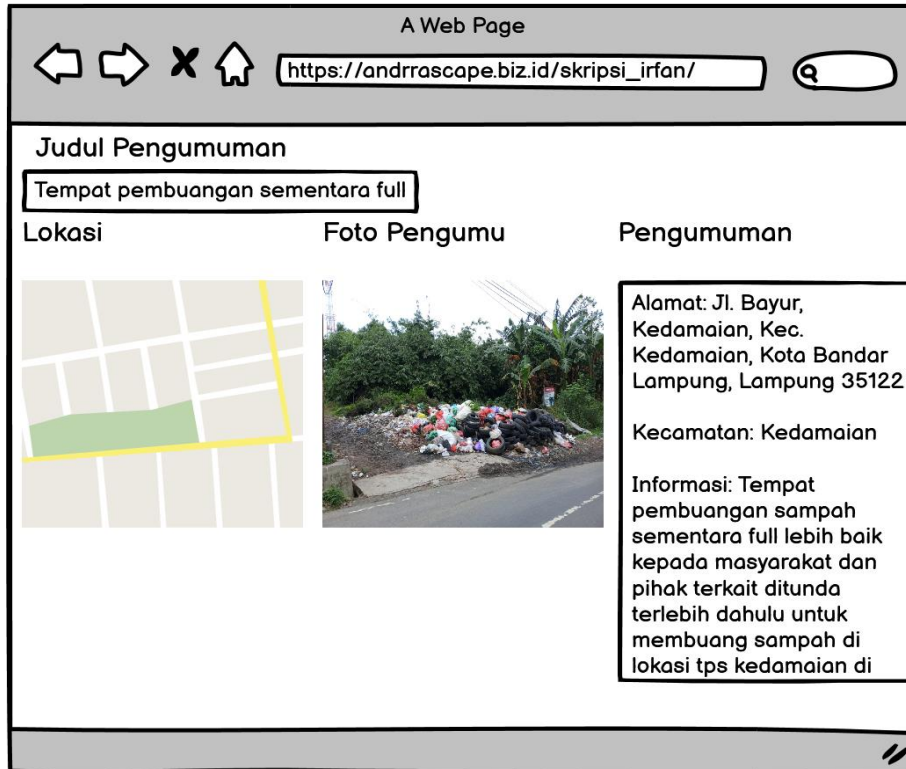 A Web Page
https://andrrascape.biz.id/skripsi_irfan/
Judul Pengumuman
Tempat pembuangan sementara full
Lokasi
Foto Pengumu
Pengumuman
Alamat: Jl. Bayur,
Kedamaian, Kec.
Kedamaian, Kota Bandar
Lampung, Lampung 35122
Kecamatan: Kedamaian
Informasi: Tempat
pembuangan sampah
sementara full lebih baik
kepada masyarakat dan
pihak terkait ditunda
terlebih dahulu untuk
membuang sampah di
lokasi tps kedamaian di